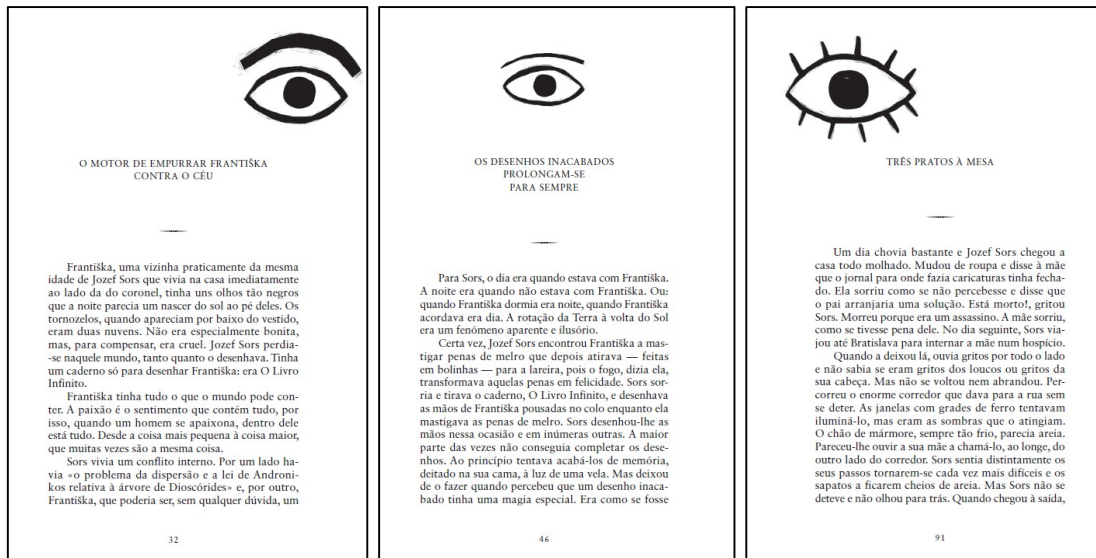 O MOTOR DE EMPURRAR FRANTIŠKA
CONTRA O CÉU
Františka, uma vizinha praticamente da mesma
idade de Jozef Sors que vivia na casa imediatamente
ao lado da do coronel, tinha uns olhos tão negros
que a noite parecia um nascer do sol ao pé deles. Os
tornozelos, quando apareciam por baixo do vestido,
eram duas nuvens. Não era especialmente bonita,
mas, para compensar, era cruel. Jozef Sors perdia-
-se naquele mundo, tanto quanto o desenhava. Tinha
um caderno só para desenhar Františka: era O Livro
Infinito.
Františka tinha tudo o que o mundo pode con-
ter. A paixão é o sentimento que contém tudo, por
isso, quando um homem se apaixona, dentro dele
está tudo. Desde a coisa mais pequena à coisa maior,
que muitas vezes são a mesma coisa.
Sors vivia um conflito interno. Por um lado ha-
via «o problema da dispersão e a lei de Androni-
kos relativa à árvore de Dioscórides» e, por outro,
Františka, que poderia ser, sem qualquer dúvida, um
32
OS DESENHOS INACABADOS
PROLONGAM-SE
PARA SEMPRE
Para Sors, o dia era quando estava com Františka.
A noite era quando não estava com Františka. Ou:
quando Františka dormia era noite, quando Františka
acordava era dia. A rotação da Terra à volta do Sol
era um fenómeno aparente e ilusório.
Certa vez, Jozef Sors encontrou Františka a mas-
tigar penas de melro que depois atirava — feitas
em bolinhas — para a lareira, pois o fogo, dizia ela,
transformava aquelas penas em felicidade. Sors sor-
ria e tirava o caderno, O Livro Infinito, e desenhava
as mãos de Františka pousadas no colo enquanto ela
mastigava as penas de melro. Sors desenhou-lhe as
mãos nessa ocasião e em inúmeras outras. A maior
parte das vezes não conseguia completar os dese-
nhos. Ao princípio tentava acabá-los de memória,
deitado na sua cama, à luz de uma vela. Mas deixou
de o fazer quando percebeu que um desenho inaca-
bado tinha uma magia especial. Era como se fosse
46
TRÊS PRATOS À MESA
Um dia chovia bastante e Jozef Sors chegou a
casa todo molhado. Mudou de roupa e disse à mãe
que o jornal para onde fazia caricaturas tinha fecha-
do. Ela sorriu como se não percebesse e disse que
o pai arranjaria uma solução. Está morto!, gritou
Sors. Morreu porque era um assassino. A mãe sorriu,
como se tivesse pena dele. No dia seguinte, Sors via-
jou até Bratislava para internar a mãe num hospício.
Quando a deixou lá, ouvia gritos por todo o lado
e não sabia se eram gritos dos loucos ou gritos da
sua cabeça. Mas não se voltou nem abrandou. Per-
correu o enorme corredor que dava para a rua sem
se deter. As janelas com grades de ferro tentavam
iluminá-lo, mas eram as sombras que o atingiam.
O chão de mármore, sempre tão frio, parecia areia.
Pareceu-lhe ouvir a sua mãe a chamá-lo, ao longe, do
outro lado do corredor. Sors sentia distintamente os
seus passos tornarem-se cada vez mais difíceis e os
sapatos a ficarem cheios de areia. Mas Sors não se
deteve e não olhou para trás. Quando chegou à saída,
91